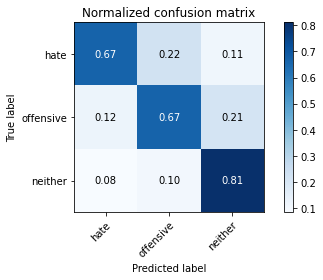 Normalized confusion matrix
True label
hate 0.67 0.22 0.11
offensive 0.12 0.67 0.21
neither 0.08 0.10 0.81
hate offensive neither
Predicted label
0.8
0.7
0.6
0.5
0.4
0.3
0.2
0.1